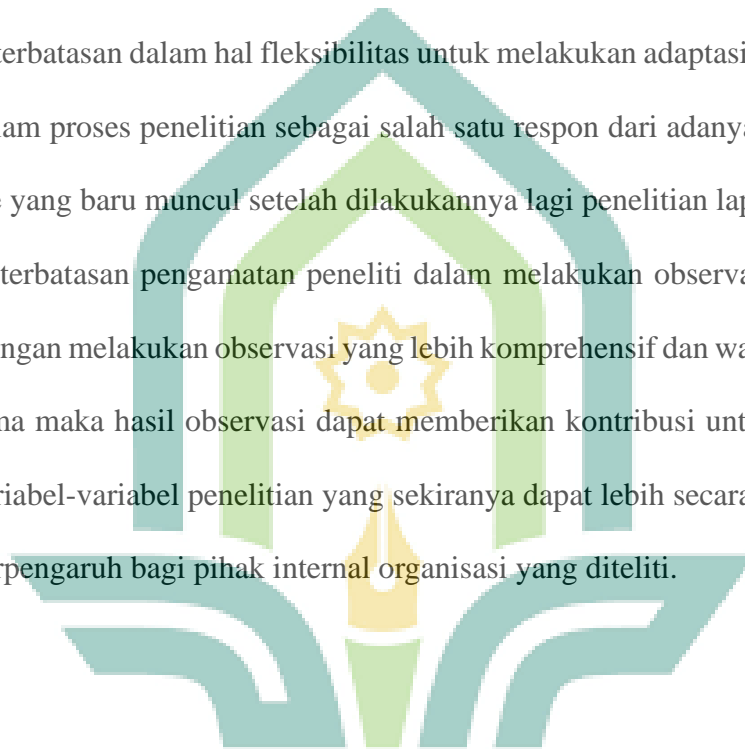 terbatasan dalam hal fleksibilitas untuk melakukan adaptasi
lam proses penelitian sebagai salah satu respon dari adanya
e yang baru muncul setelah dilakukannya lagi penelitian lap
terbatasan pengamatan peneliti dalam melakukan observa
ngan melakukan observasi yang lebih komprehensif dan wa
ma maka hasil observasi dapat memberikan kontribusi unt
riabel-variabel penelitian yang sekiranya dapat lebih secara
rpengaruh bagi pihak internal organisasi yang diteliti.